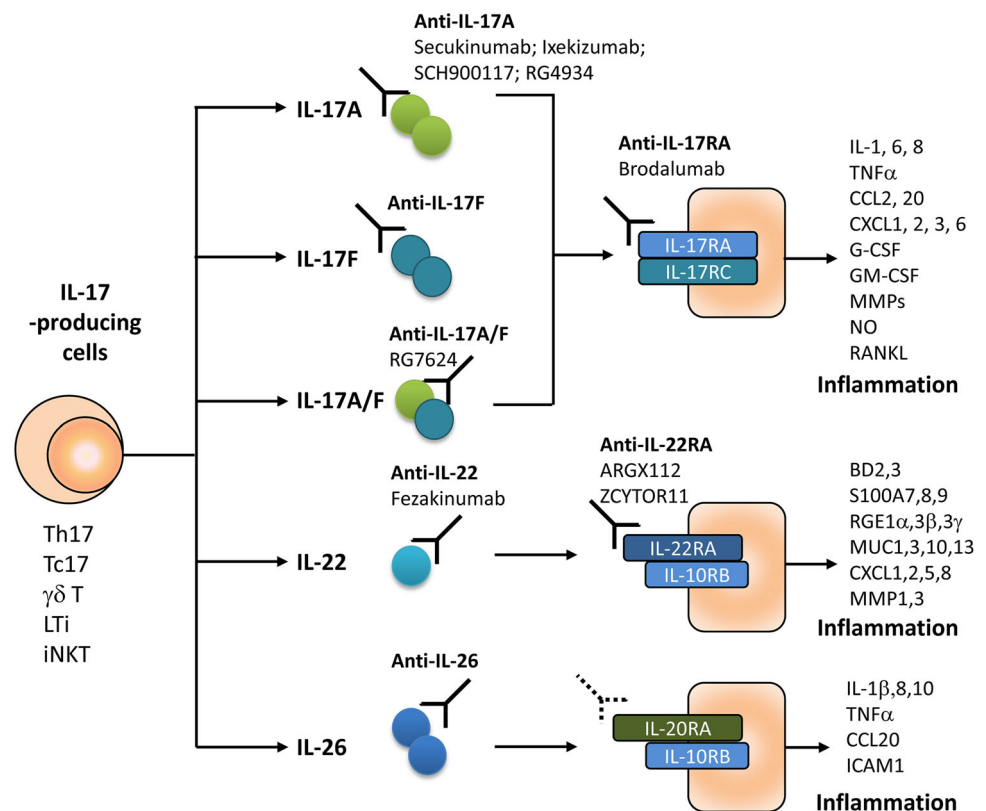 Anti-IL-17A
Secukinumab; Ixekizumab;
SCH900117; RG4934
IL-17A
Anti-IL-17F
IL-17F
Anti-IL-17A/F
RG7624
IL-17A/F
Anti-IL-17RA
Brodalumab
IL-17RA
IL-17RC
IL-1, 6, 8
TNFα
CCL2, 20
CXCL1, 2, 3, 6
G-CSF
GM-CSF
MMPs
NO
RANKL
Inflammation
IL-17
-producing
cells
Th17
Tc17
γδ T
LTi
iNKT
Anti-IL-22
Fezakinumab
IL-22
Anti-IL-22RA
ARGX112
ZCYTOR11
IL-22RA
IL-10RB
BD2,3
S100A7,8,9
RGE1α,3β,3γ
MUC1,3,10,13
CXCL1,2,5,8
MMP1,3
Inflammation
Anti-IL-26
IL-26
IL-20RA
IL-10RB
IL-1β,8,10
TNFα
CCL20
ICAM1
Inflammation